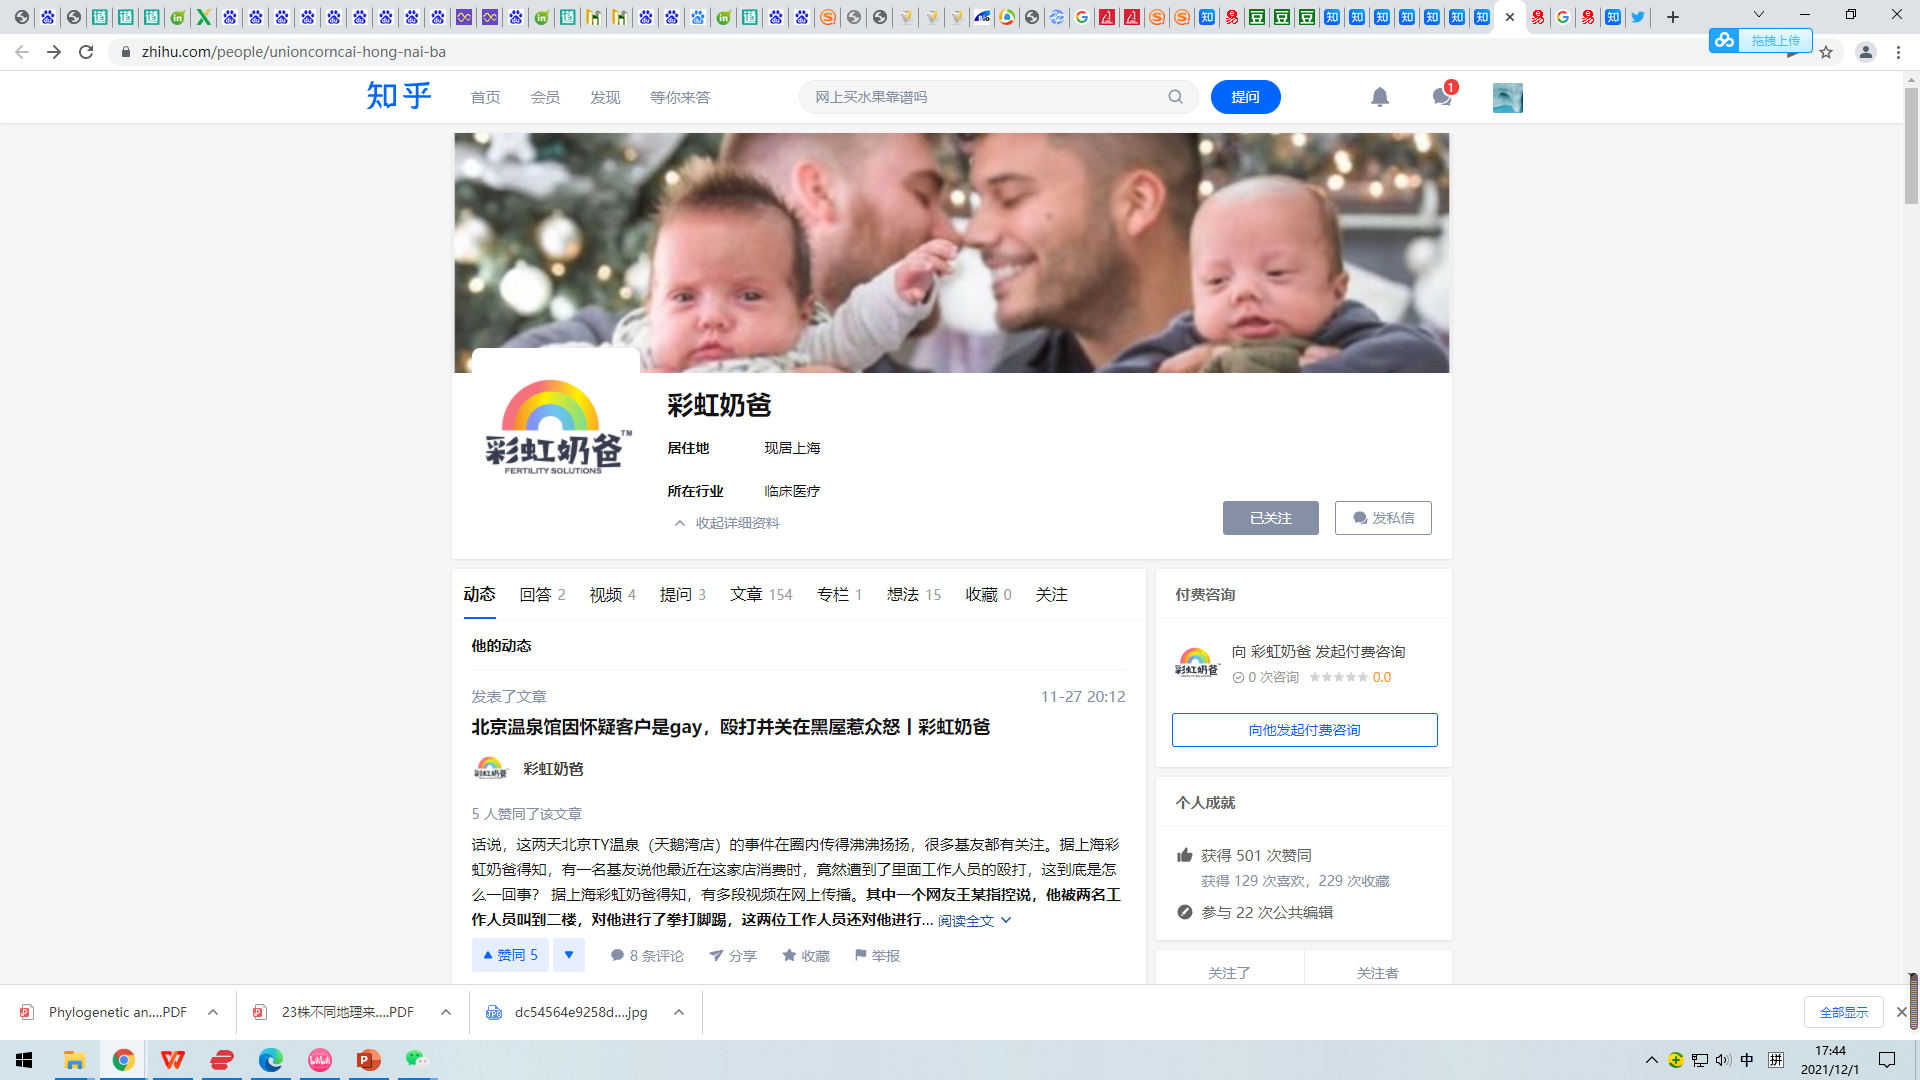 zhihu.com/people/unioncorncai-hong-nai-ba
拖拽上传
知乎
首页
会员
发现
等你来答
网上买水果靠谱吗
提问
1
彩虹奶爸
TM
FERTILITY SOLUTIONS
彩虹奶爸
居住地 现居上海
所在行业 临床医疗
收起详细资料
已关注
发私信
动态
回答 2
视频 4
提问 3
文章 154
专栏 1
想法 15
收藏 0
关注
他的动态
发表了文章
11-27 20:12
北京温泉馆因怀疑客户是gay，殴打并关在黑屋惹众怒丨彩虹奶爸
彩虹奶爸
彩虹奶爸
5 人赞同了该文章
话说，这两天北京TY温泉（天鹅湾店）的事件在圈内传得沸沸扬扬，很多基友都有关注。据上海彩
虹奶爸得知，有一名基友说他最近在这家店消费时，竟然遭到了里面工作人员的殴打，这到底是怎
么一回事？ 据上海彩虹奶爸得知，有多段视频在网上传播。其中一个网友王某指控说，他被两名工
作人员叫到二楼，对他进行了拳打脚踢，这两位工作人员还对他进行... 阅读全文
赞同 5
8 条评论
分享
收藏
举报
付费咨询
彩虹奶爸
向 彩虹奶爸 发起付费咨询
0 次咨询
0.0
向他发起付费咨询
个人成就
获得 501 次赞同
获得 129 次喜欢，229 次收藏
参与 22 次公共编辑
关注了
关注者
Phylogenetic an....PDF
23株不同地理来....PDF
dc54564e9258d....jpg
全部显示
中
拼
17:44
2021/12/1